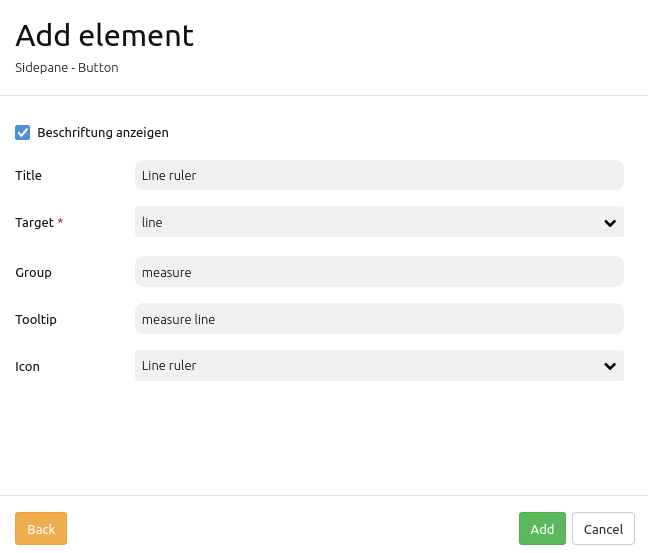 Add element
Sidepane - Button
Beschriftung anzeigen
Title Line ruler
Target * line
Group measure
Tooltip measure line
Icon Line ruler
Back Add Cancel